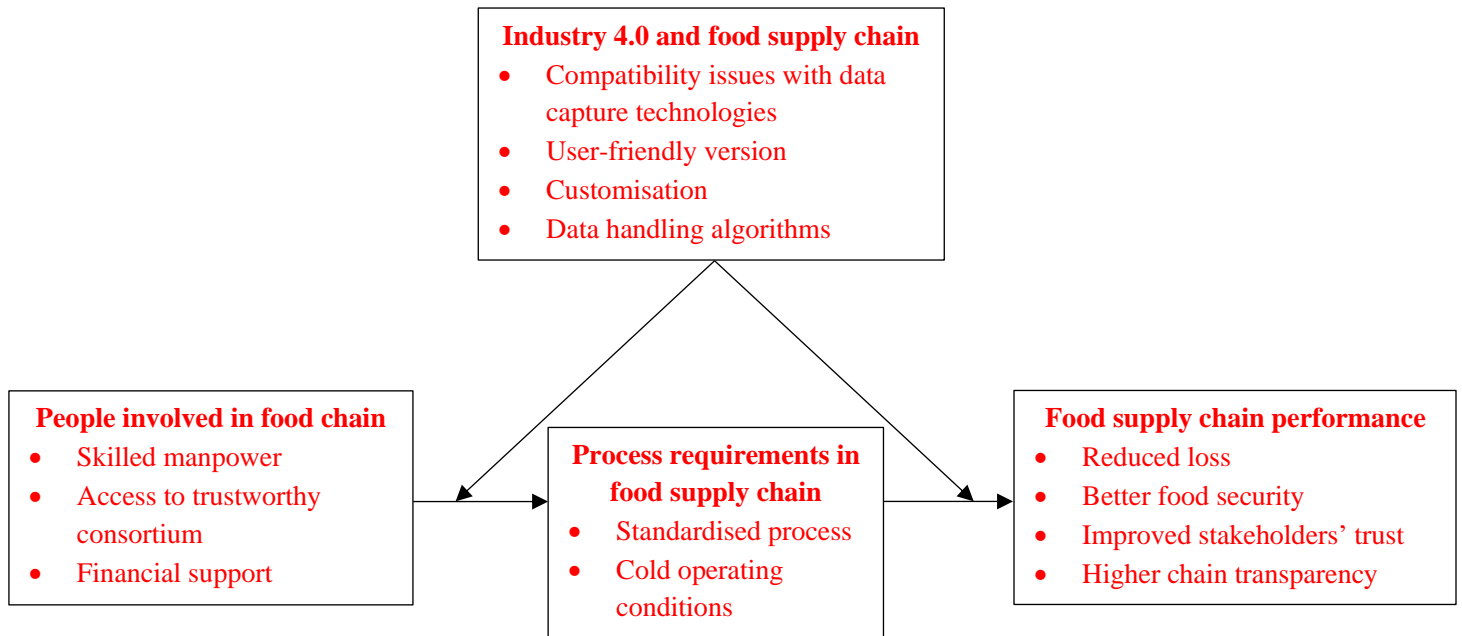 Industry 4.0 and food supply chain
• Compatibility issues with data
capture technologies
• User-friendly version
• Customisation
• Data handling algorithms
People involved in food chain
• Skilled manpower
• Access to trustworthy
consortium
• Financial support
Process requirements in
food supply chain
• Standardised process
• Cold operating
conditions
Food supply chain performance
• Reduced loss
• Better food security
• Improved stakeholders’ trust
• Higher chain transparency